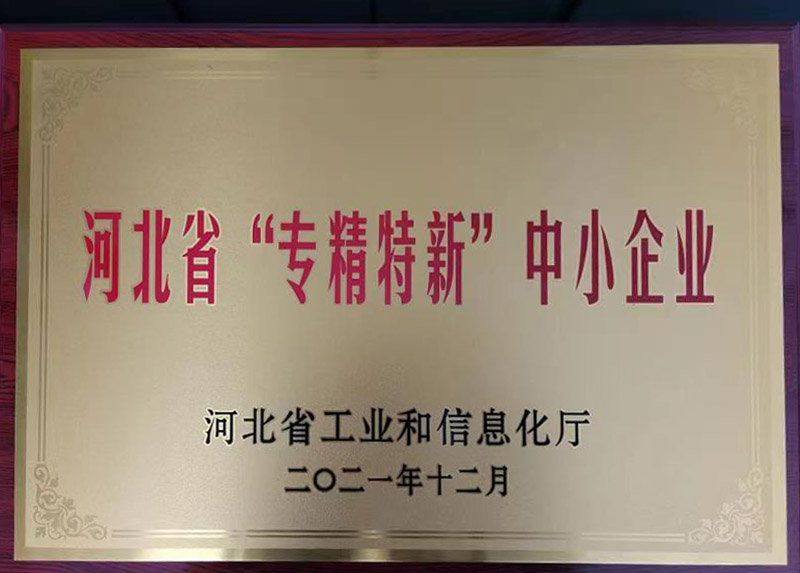 河北省“专精特新”中小企业
河北省工业和信息化厅
二〇二一年十二月